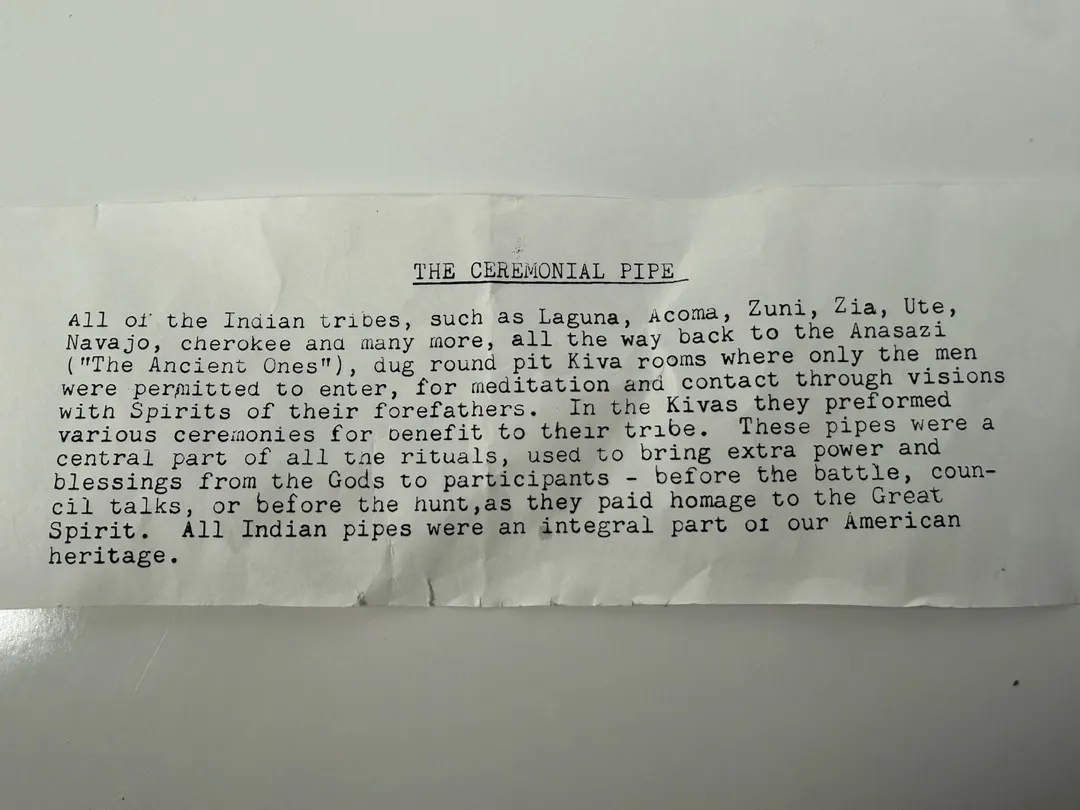 THE CEREMONIAL PIPE
All of the Indian tribes, such as Laguna, Acoma, Zuni, Zia, Ute,
Navajo, cherokee and many more, all the way back to the Anasazi
("The Ancient Ones"), dug round pit Kiva rooms where only the men
were permitted to enter, for meditation and contact through visions
with Spirits of their forefathers. In the Kivas they preformed
various ceremonies for benefit to their tribe. These pipes were a
central part of all the rituals, used to bring extra power and
blessings from the Gods to participants - before the battle, coun-
cil talks, or before the hunt,as they paid homage to the Great
Spirit. All Indian pipes were an integral part of our American
heritage.